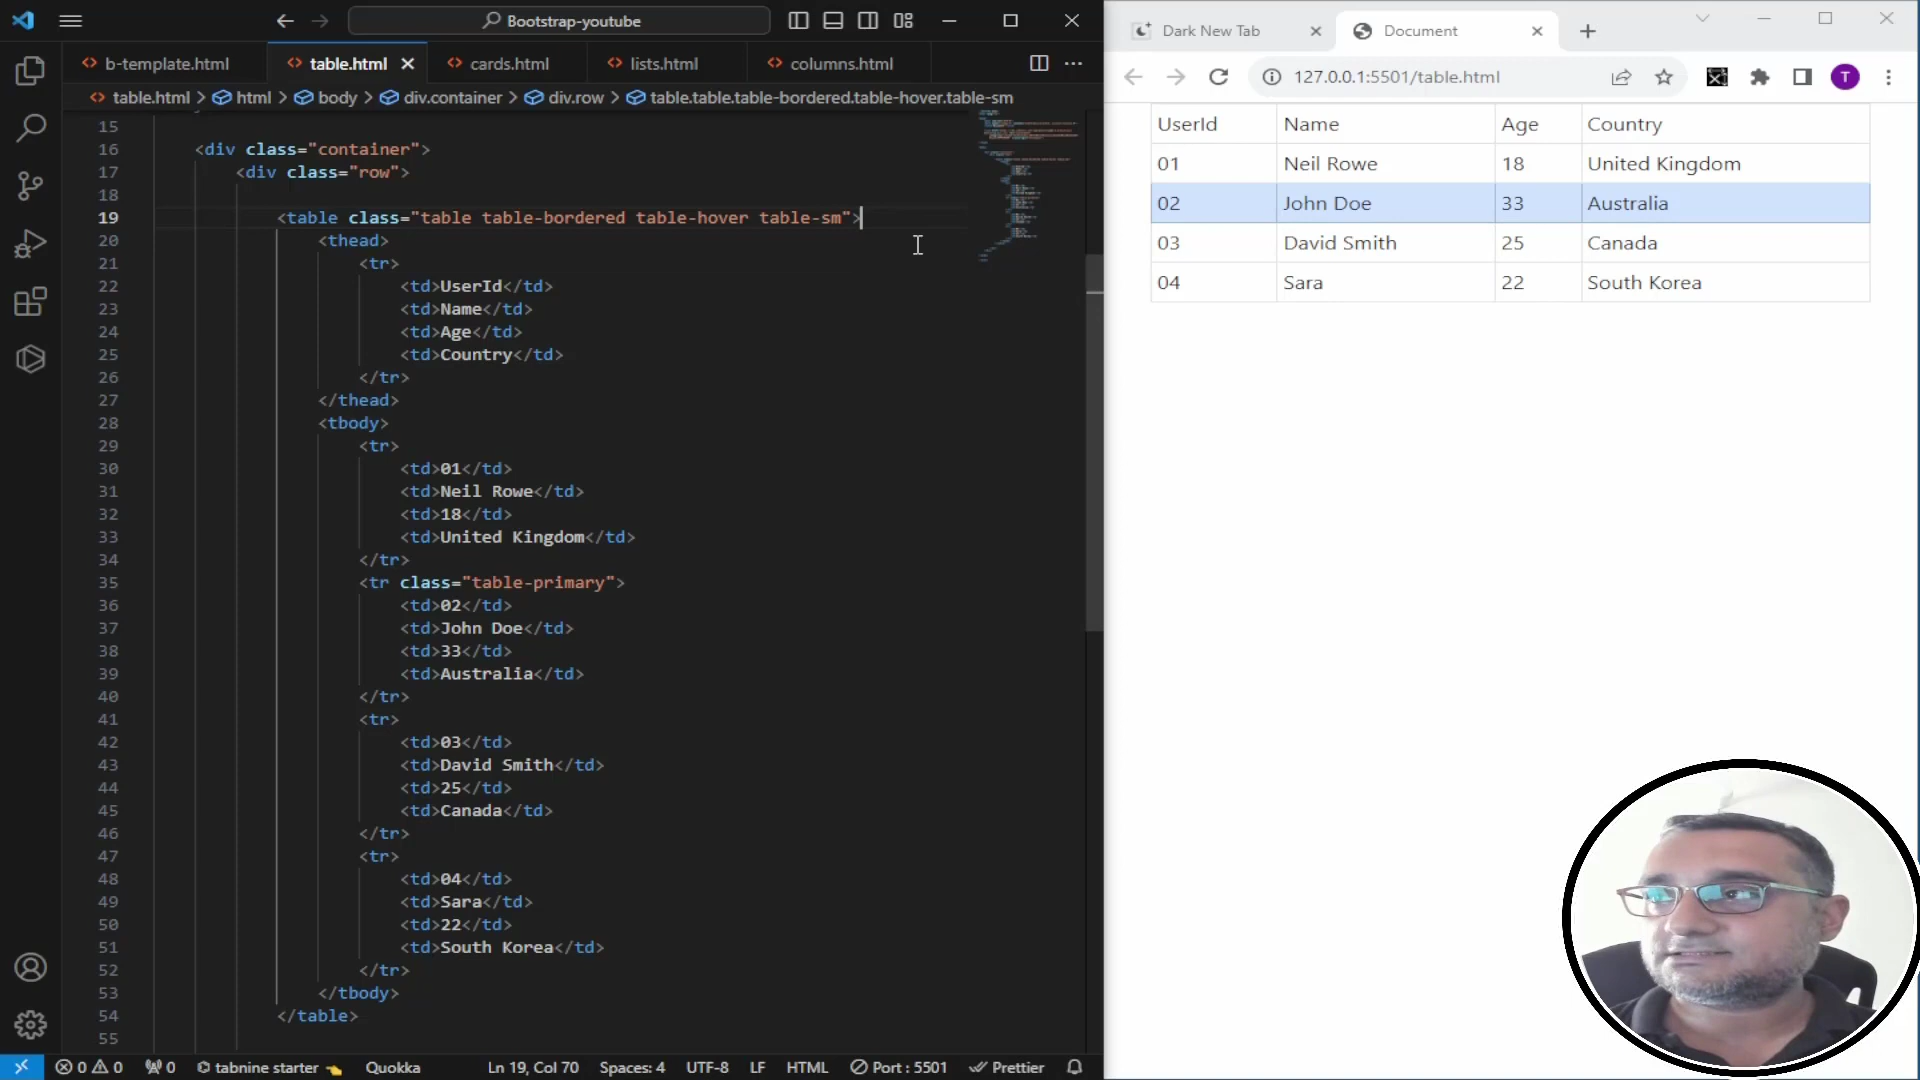 Bootstrap-youtube
b-template.html
table.html
cards.html
lists.html
columns.html
table.html > html > body > div.container > div.row > table.table.table-bordered.table-hover.table-sm
15
16 <div class="container">
17 <div class="row">
18
19 <table class="table table-bordered table-hover table-sm">
20 <thead>
21 <tr>
22 <td>UserId</td>
23 <td>Name</td>
24 <td>Age</td>
25 <td>Country</td>
26 </tr>
27 </thead>
28 <tbody>
29 <tr>
30 <td>01</td>
31 <td>Neil Rowe</td>
32 <td>18</td>
33 <td>United Kingdom</td>
34 </tr>
35 <tr class="table-primary">
36 <td>02</td>
37 <td>John Doe</td>
38 <td>33</td>
39 <td>Australia</td>
40 </tr>
41 <tr>
42 <td>03</td>
43 <td>David Smith</td>
44 <td>25</td>
45 <td>Canada</td>
46 </tr>
47 <tr>
48 <td>04</td>
49 <td>Sara</td>
50 <td>22</td>
51 <td>South Korea</td>
52 </tr>
53 </tbody>
54 </table>
55
0 0 0 tabnine starter Quokka Ln 19, Col 70 Spaces: 4 UTF-8 LF HTML Port : 5501 Prettier
Dark New Tab
Document
127.0.0.1:5501/table.html
T
UserId Name Age Country
01 Neil Rowe 18 United Kingdom
02 John Doe 33 Australia
03 David Smith 25 Canada
04 Sara 22 South Korea